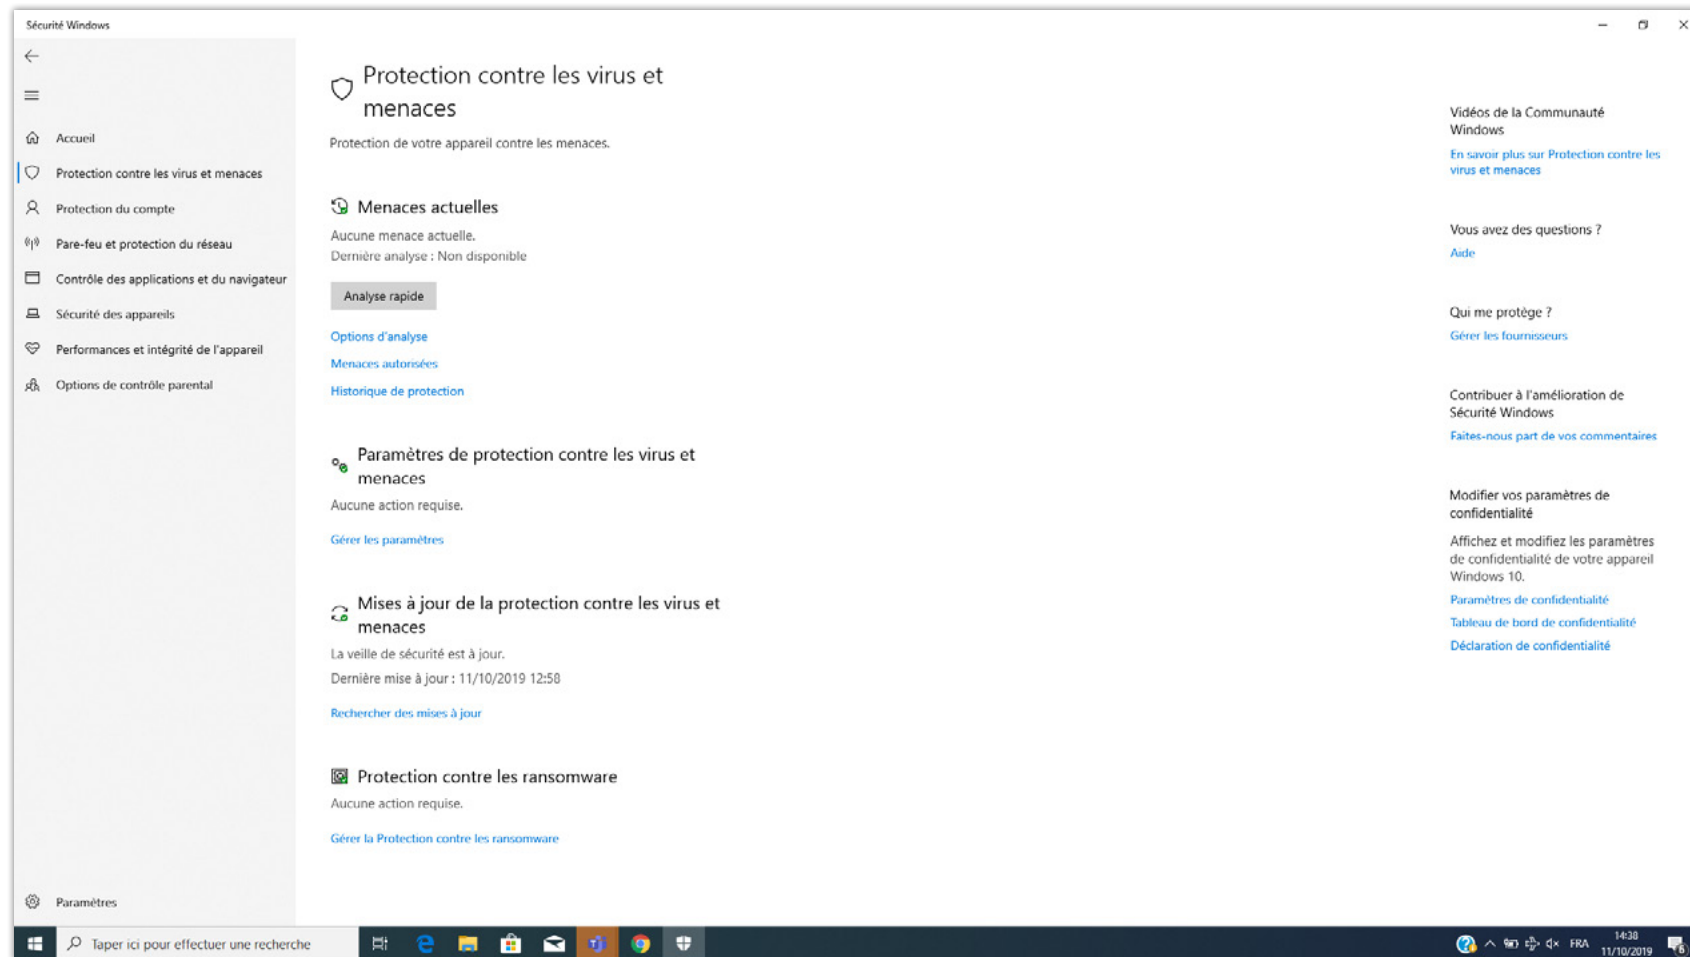 Sécurité Windows
Accueil
Protection contre les virus et menaces
Protection du compte
Pare-feu et protection du réseau
Contrôle des applications et du navigateur
Sécurité des appareils
Performances et intégrité de l'appareil
Options de contrôle parental
Paramètres
Protection contre les virus et
menaces
Protection de votre appareil contre les menaces.
Menaces actuelles
Aucune menace actuelle.
Dernière analyse : Non disponible
Analyse rapide
Options d'analyse
Menaces autorisées
Historique de protection
Paramètres de protection contre les virus et
menaces
Aucune action requise.
Gérer les paramètres
Mises à jour de la protection contre les virus et
menaces
La veille de sécurité est à jour.
Dernière mise à jour : 11/10/2019 12:58
Rechercher des mises à jour
Protection contre les ransomware
Aucune action requise.
Gérer la Protection contre les ransomware
Vidéos de la Communauté
Windows
En savoir plus sur Protection contre les
virus et menaces
Vous avez des questions ?
Aide
Qui me protège ?
Gérer les fournisseurs
Contribuer à l'amélioration de
Sécurité Windows
Faites-nous part de vos commentaires
Modifier vos paramètres de
confidentialité
Affichez et modifiez les paramètres
de confidentialité de votre appareil
Windows 10.
Paramètres de confidentialité
Tableau de bord de confidentialité
Déclaration de confidentialité
Taper ici pour effectuer une recherche
FRA
14:38
11/10/2019